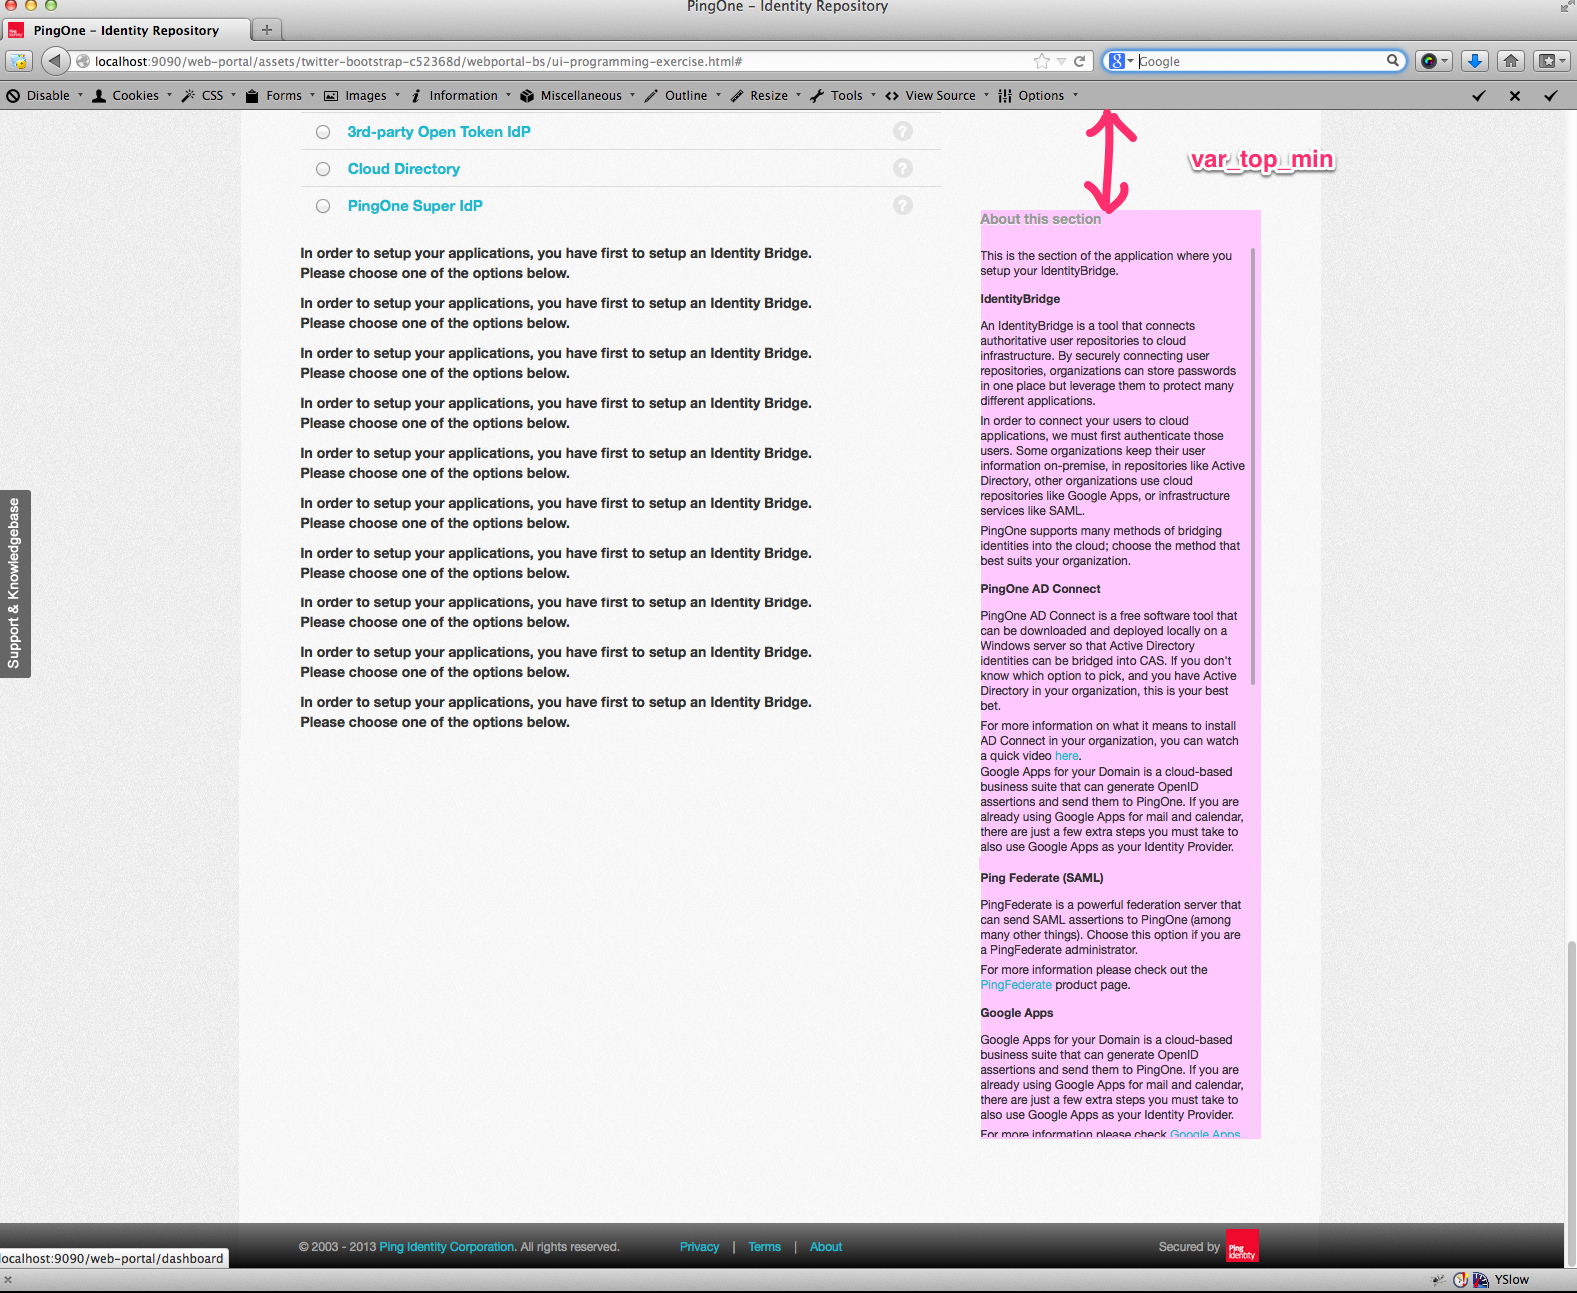 PingOne – Identity Repository
PingOne – Identity Repository
localhost:9090/web-portal/assets/twitter-bootstrap-c52368d/webportal-bs/ui-programming-exercise.html#
Google
Disable Cookies CSS Forms Images Information Miscellaneous Outline Resize Tools View Source Options
3rd-party Open Token IdP
Cloud Directory
PingOne Super IdP
In order to setup your applications, you have first to setup an Identity Bridge.
Please choose one of the options below.
In order to setup your applications, you have first to setup an Identity Bridge.
Please choose one of the options below.
In order to setup your applications, you have first to setup an Identity Bridge.
Please choose one of the options below.
In order to setup your applications, you have first to setup an Identity Bridge.
Please choose one of the options below.
In order to setup your applications, you have first to setup an Identity Bridge.
Please choose one of the options below.
In order to setup your applications, you have first to setup an Identity Bridge.
Please choose one of the options below.
In order to setup your applications, you have first to setup an Identity Bridge.
Please choose one of the options below.
In order to setup your applications, you have first to setup an Identity Bridge.
Please choose one of the options below.
In order to setup your applications, you have first to setup an Identity Bridge.
Please choose one of the options below.
In order to setup your applications, you have first to setup an Identity Bridge.
Please choose one of the options below.
Support & Knowledgebase
var_top_min
About this section
This is the section of the application where you
setup your IdentityBridge.
IdentityBridge
An IdentityBridge is a tool that connects
authoritative user repositories to cloud
infrastructure. By securely connecting user
repositories, organizations can store passwords
in one place but leverage them to protect many
different applications.
In order to connect your users to cloud
applications, we must first authenticate those
users. Some organizations keep their user
information on-premise, in repositories like Active
Directory, other organizations use cloud
repositories like Google Apps, or infrastructure
services like SAML.
PingOne supports many methods of bridging
identities into the cloud; choose the method that
best suits your organization.
PingOne AD Connect
PingOne AD Connect is a free software tool that
can be downloaded and deployed locally on a
Windows server so that Active Directory
identities can be bridged into CAS. If you don't
know which option to pick, and you have Active
Directory in your organization, this is your best
bet.
For more information on what it means to install
AD Connect in your organization, you can watch
a quick video here.
Google Apps for your Domain is a cloud-based
business suite that can generate OpenID
assertions and send them to PingOne. If you are
already using Google Apps for mail and calendar,
there are just a few extra steps you must take to
also use Google Apps as your Identity Provider.
Ping Federate (SAML)
PingFederate is a powerful federation server that
can send SAML assertions to PingOne (among
many other things). Choose this option if you are
a PingFederate administrator.
For more information please check out the
PingFederate product page.
Google Apps
Google Apps for your Domain is a cloud-based
business suite that can generate OpenID
assertions and send them to PingOne. If you are
already using Google Apps for mail and calendar,
there are just a few extra steps you must take to
also use Google Apps as your Identity Provider.
For more information please check Google Apps
© 2003 - 2013 Ping Identity Corporation. All rights reserved.
Privacy | Terms | About
Secured by
Ping
Identity
localhost:9090/web-portal/dashboard
YSlow